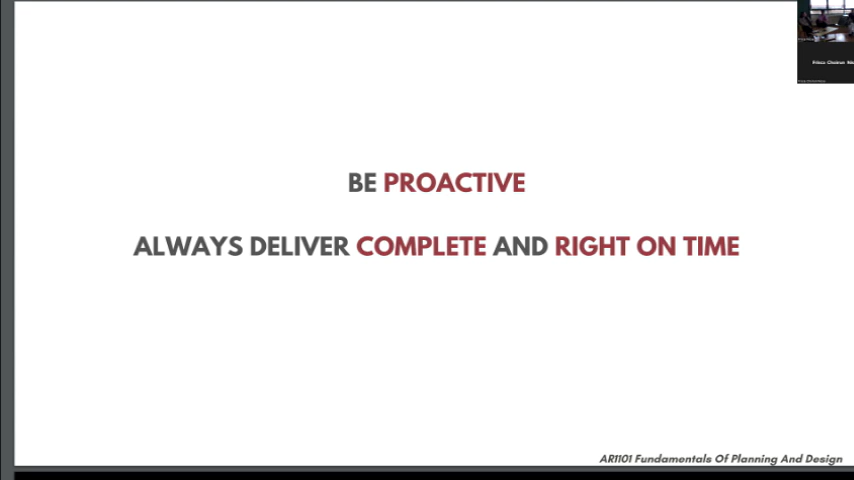 BE PROACTIVE
ALWAYS DELIVER COMPLETE AND RIGHT ON TIME
AR1101 Fundamentals Of Planning And Design